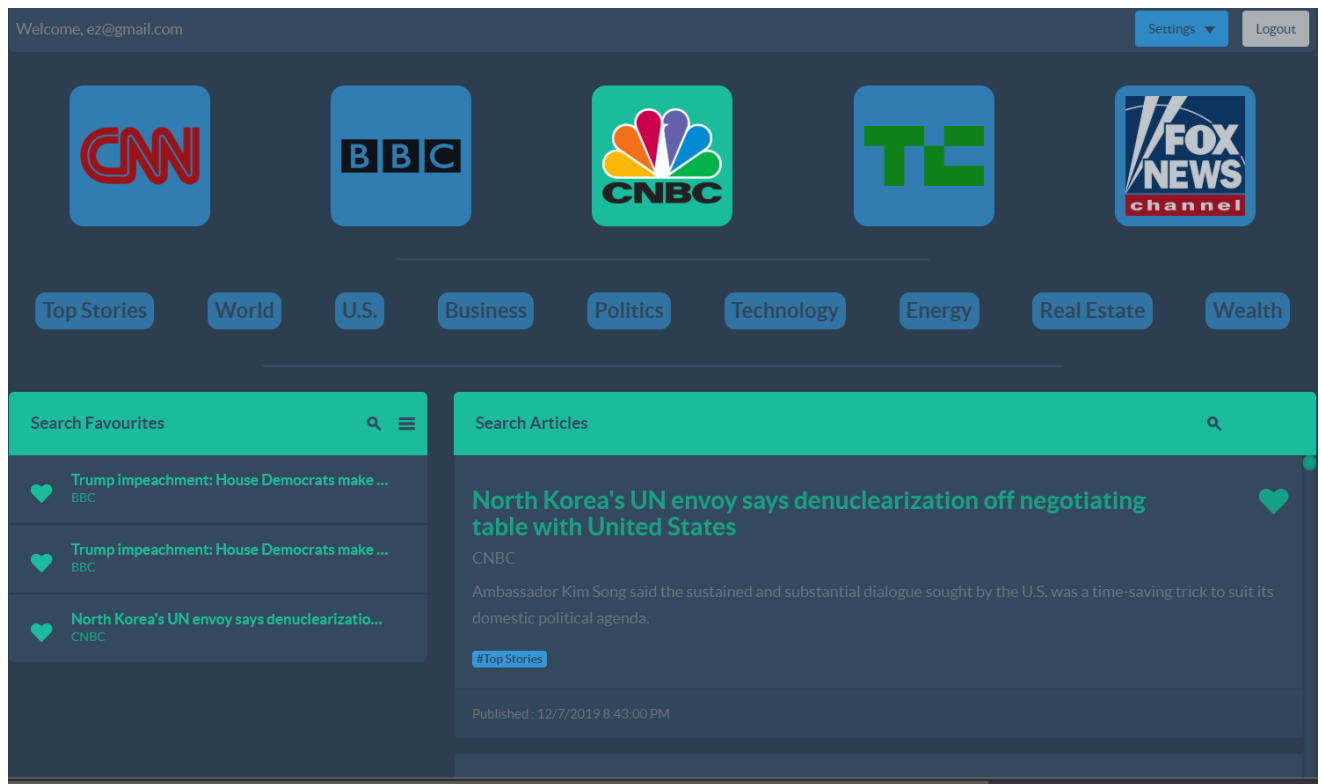 Welcome, ez@gmail.com
Settings
Logout
CNN
BBC
CNBC
TC
FOX
NEWS
channel
Top Stories
World
U.S.
Business
Politics
Technology
Energy
Real Estate
Wealth
Search Favourites
Trump impeachment: House Democrats make ...
BBC
Trump impeachment: House Democrats make ...
BBC
North Korea's UN envoy says denuclearizatio...
CNBC
Search Articles
North Korea's UN envoy says denuclearization off negotiating
table with United States
CNBC
Ambassador Kim Song said the sustained and substantial dialogue sought by the U.S. was a time-saving trick to suit its
domestic political agenda.
#Top Stories
Published : 12/7/2019 8:43:00 PM